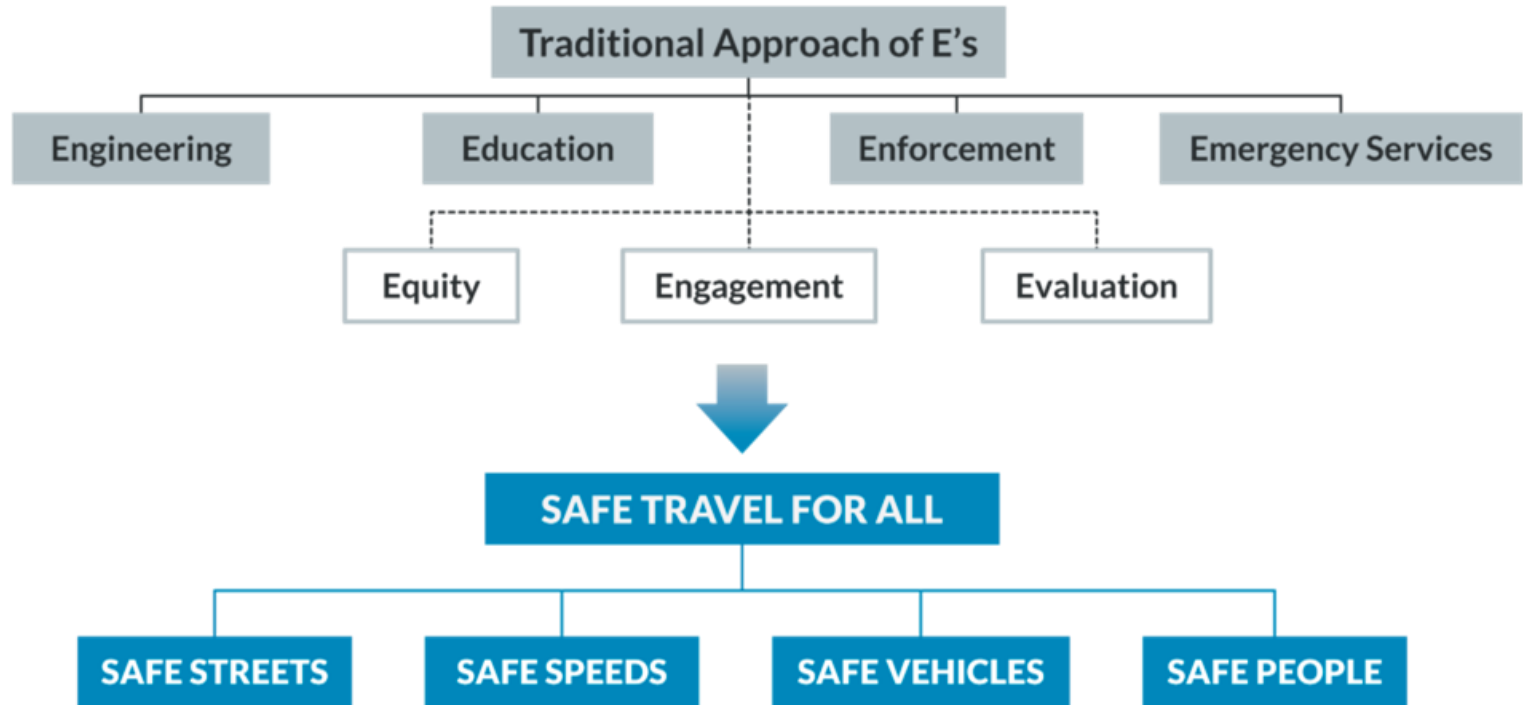 Traditional Approach of E’s
Engineering
Education
Enforcement
Emergency Services
Equity
Engagement
Evaluation
SAFE TRAVEL FOR ALL
SAFE STREETS
SAFE SPEEDS
SAFE VEHICLES
SAFE PEOPLE